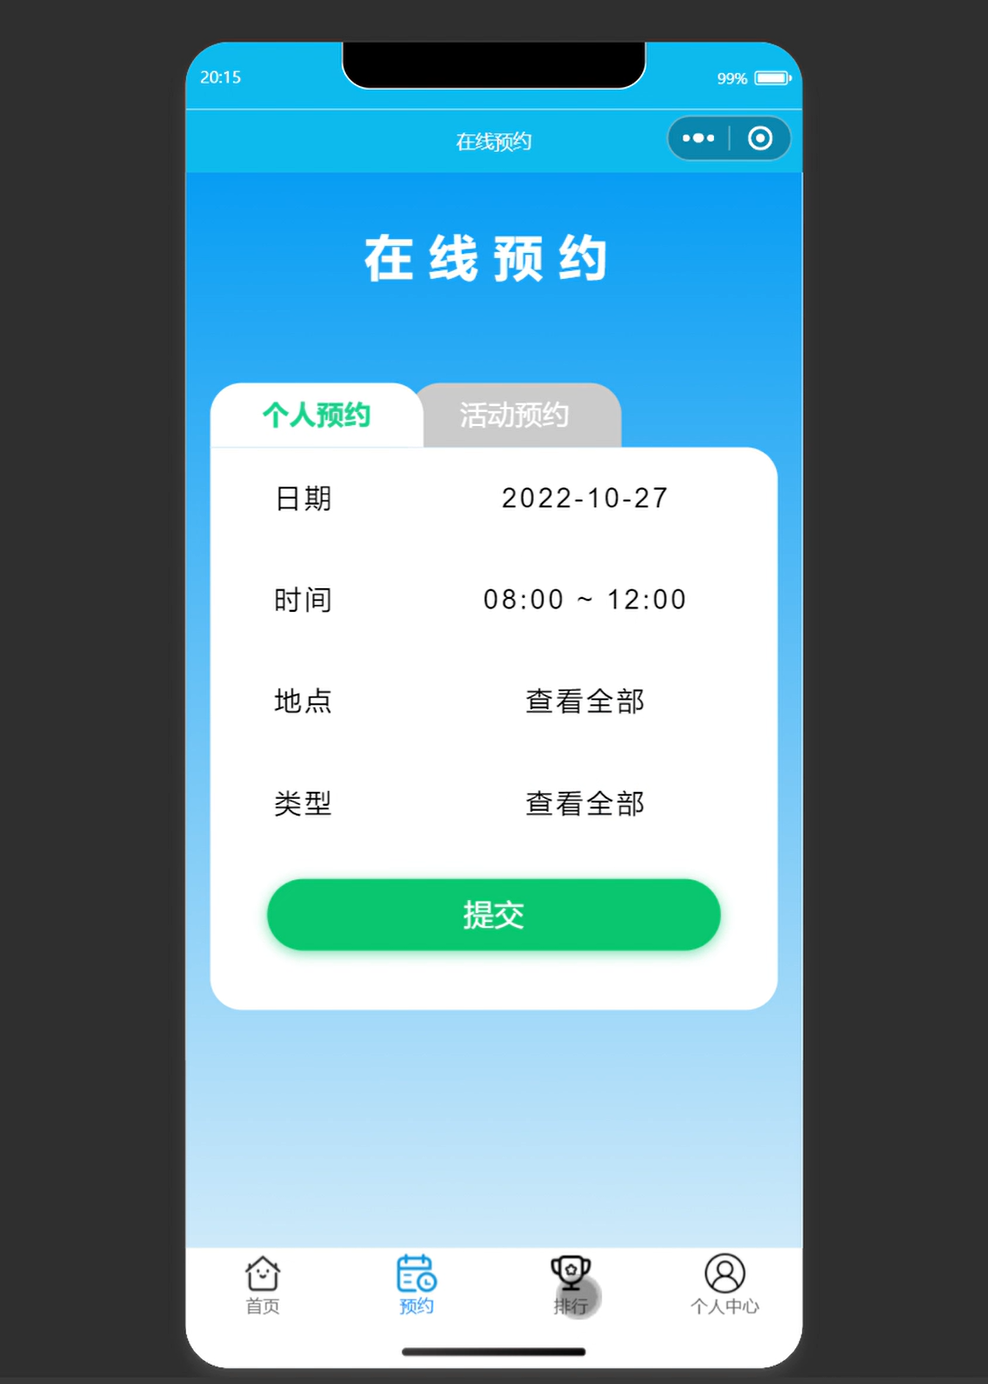 20:15
99%
在线预约
在线预约
个人预约 活动预约
日期 2022-10-27
时间 08:00 ~ 12:00
地点 查看全部
类型 查看全部
提交
首页 预约 排行 个人中心